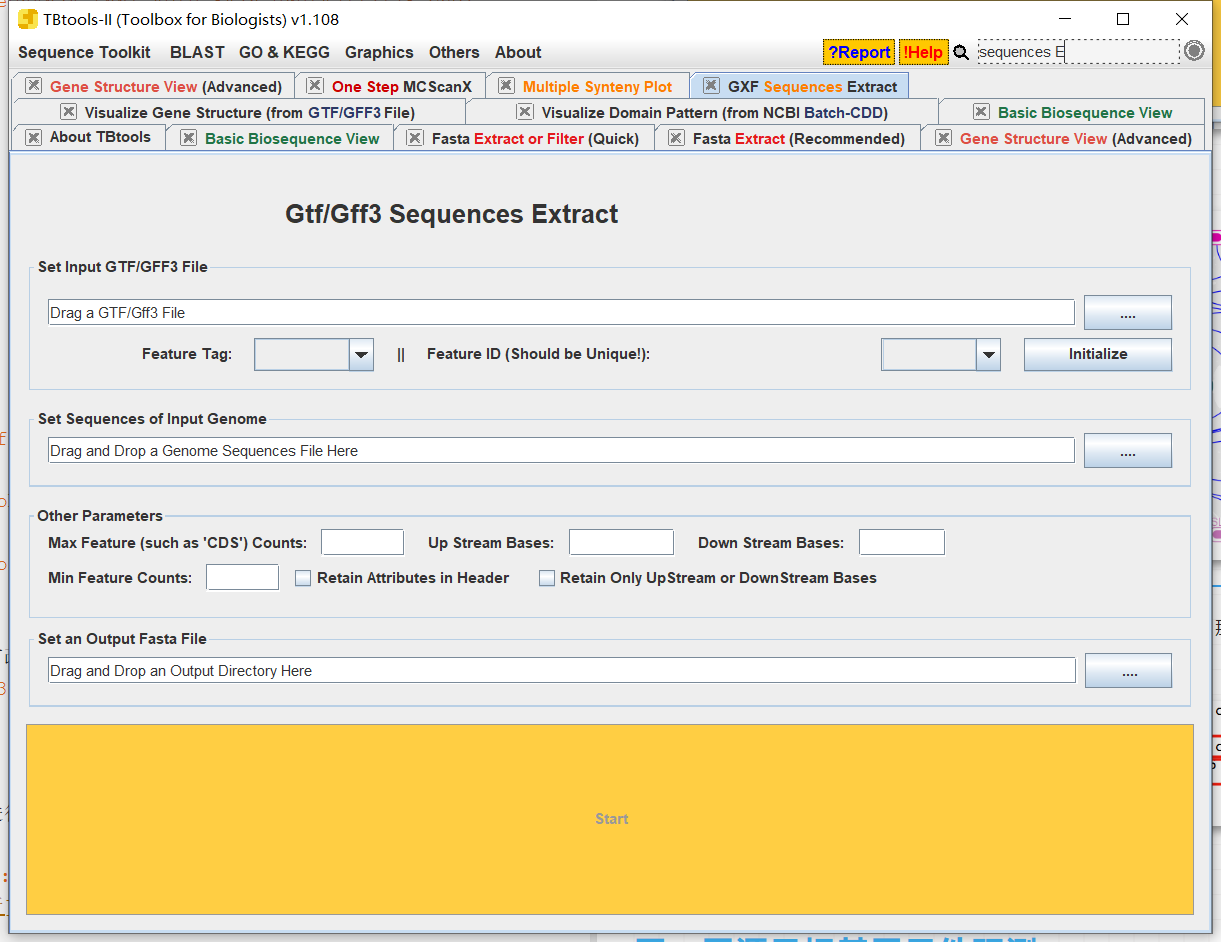 TBtools-II (Toolbox for Biologists) v1.108
Sequence Toolkit BLAST GO & KEGG Graphics Others About ?Report !Help sequences E
Gene Structure View (Advanced) One Step MCScanX Multiple Synteny Plot GXF Sequences Extract
Visualize Gene Structure (from GTF/GFF3 File) Visualize Domain Pattern (from NCBI Batch-CDD) Basic Biosequence View
About TBtools Basic Biosequence View Fasta Extract or Filter (Quick) Fasta Extract (Recommended) Gene Structure View (Advanced)
Gtf/Gff3 Sequences Extract
Set Input GTF/GFF3 File
Drag a GTF/Gff3 File ....
Feature Tag: || Feature ID (Should be Unique!): Initialize
Set Sequences of Input Genome
Drag and Drop a Genome Sequences File Here ....
Other Parameters
Max Feature (such as 'CDS') Counts: Up Stream Bases: Down Stream Bases:
Min Feature Counts: Retain Attributes in Header Retain Only UpStream or DownStream Bases
Set an Output Fasta File
Drag and Drop an Output Directory Here ....
Start